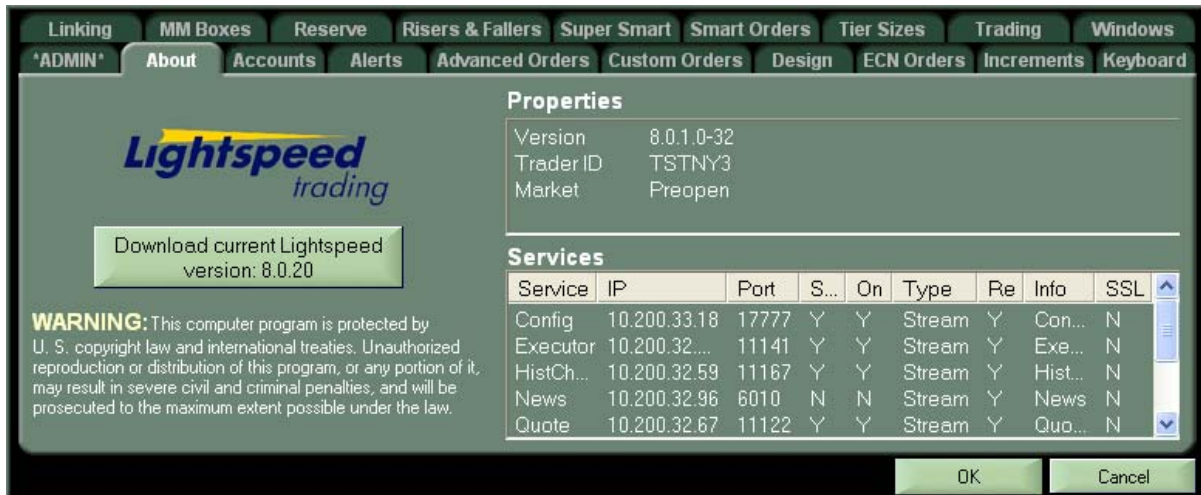 Linking MM Boxes Reserve Risers & Fallers Super Smart Smart Orders Tier Sizes Trading Windows
*ADMIN* About Accounts Alerts Advanced Orders Custom Orders Design ECN Orders Increments Keyboard
Lightspeed
trading
Download current Lightspeed
version: 8.0.20
WARNING: This computer program is protected by
U. S. copyright law and international treaties. Unauthorized
reproduction or distribution of this program, or any portion of it,
may result in severe civil and criminal penalties, and will be
prosecuted to the maximum extent possible under the law.
Properties
Version 8.0.1.0-32
Trader ID TSTNY3
Market Preopen
Services
Service IP Port S... On Type Re Info SSL
Config 10.200.33.18 17777 Y Y Stream Y Con... N
Executor 10.200.32.... 11141 Y Y Stream Y Exe... N
HistCh... 10.200.32.59 11167 Y Y Stream Y Hist... N
News 10.200.32.96 6010 N N Stream Y News N
Quote 10.200.32.67 11122 Y Y Stream Y Quo... N
OK Cancel